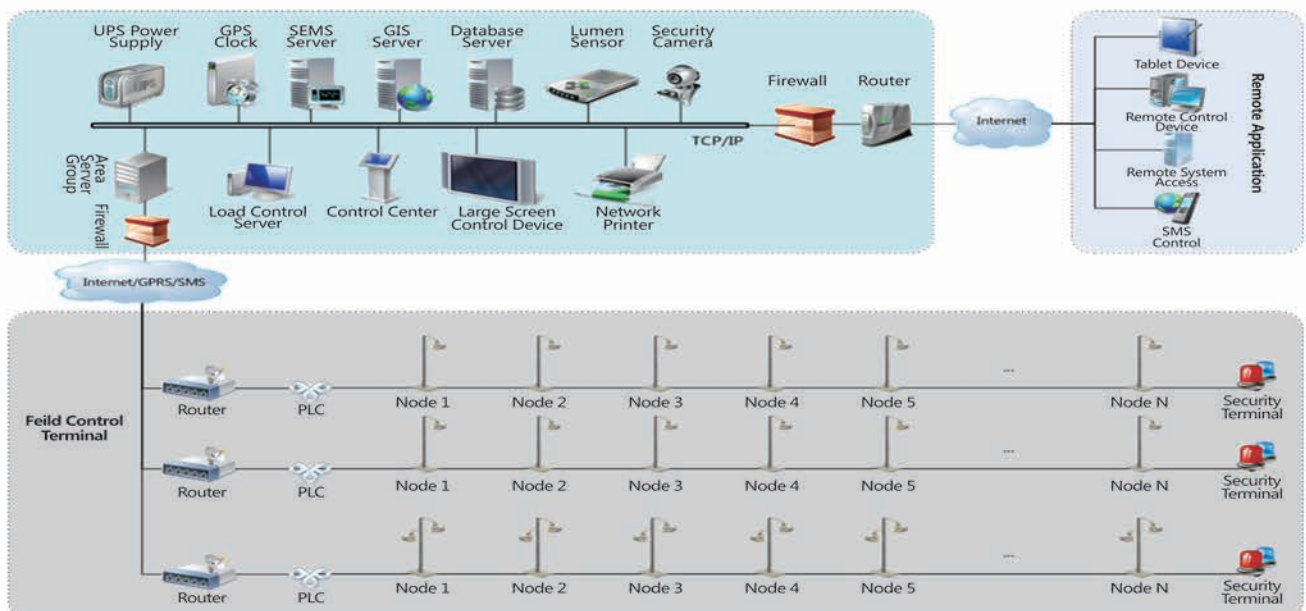 UPS Power
Supply
GPS
Clock
SEMS
Server
GIS
Server
Database
Server
Lumen
Sensor
Security
Camera
UPS
Firewall
Router
TCP/IP
Area
Server
Group
Firewall
Load Control
Server
Control Center
Large Screen
Control Device
Network
Printer
Internet
Tablet Device
Remote Control
Device
Remote System
Access
SMS
Control
Remote Application
Internet/GPRS/SMS
Feild Control
Terminal
Router
PLC
Node 1
Node 2
Node 3
Node 4
Node 5
...
Node N
Security
Terminal
Router
PLC
Node 1
Node 2
Node 3
Node 4
Node 5
...
Node N
Security
Terminal
Router
PLC
Node 1
Node 2
Node 3
Node 4
Node 5
...
Node N
Security
Terminal